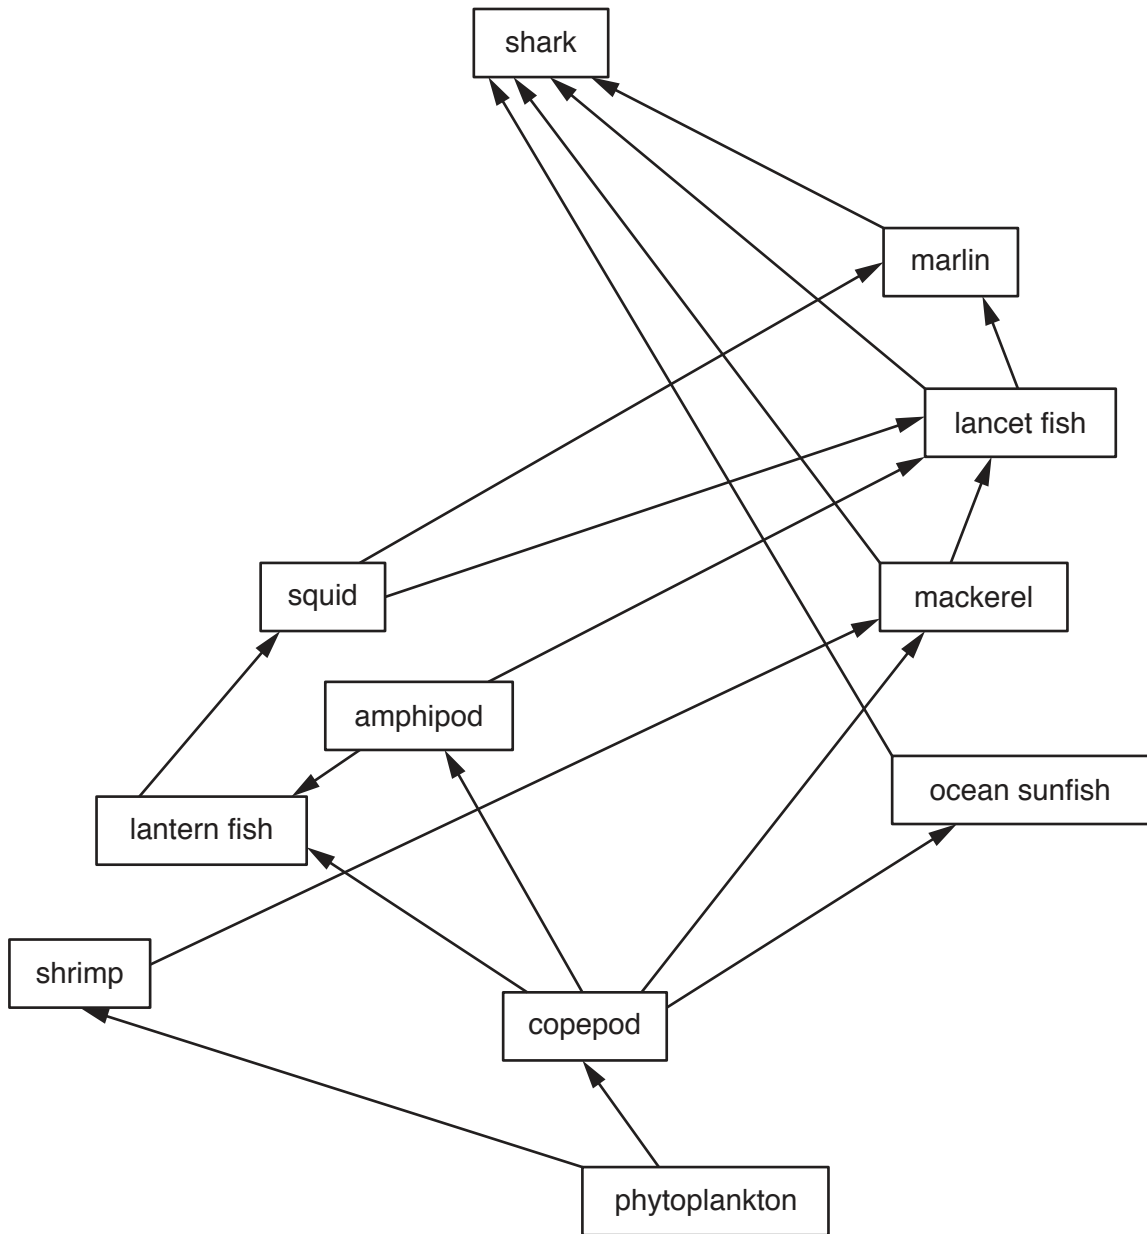 shark
marlin
lancet fish
squid
mackerel
amphipod
ocean sunfish
lantern fish
shrimp
copepod
phytoplankton